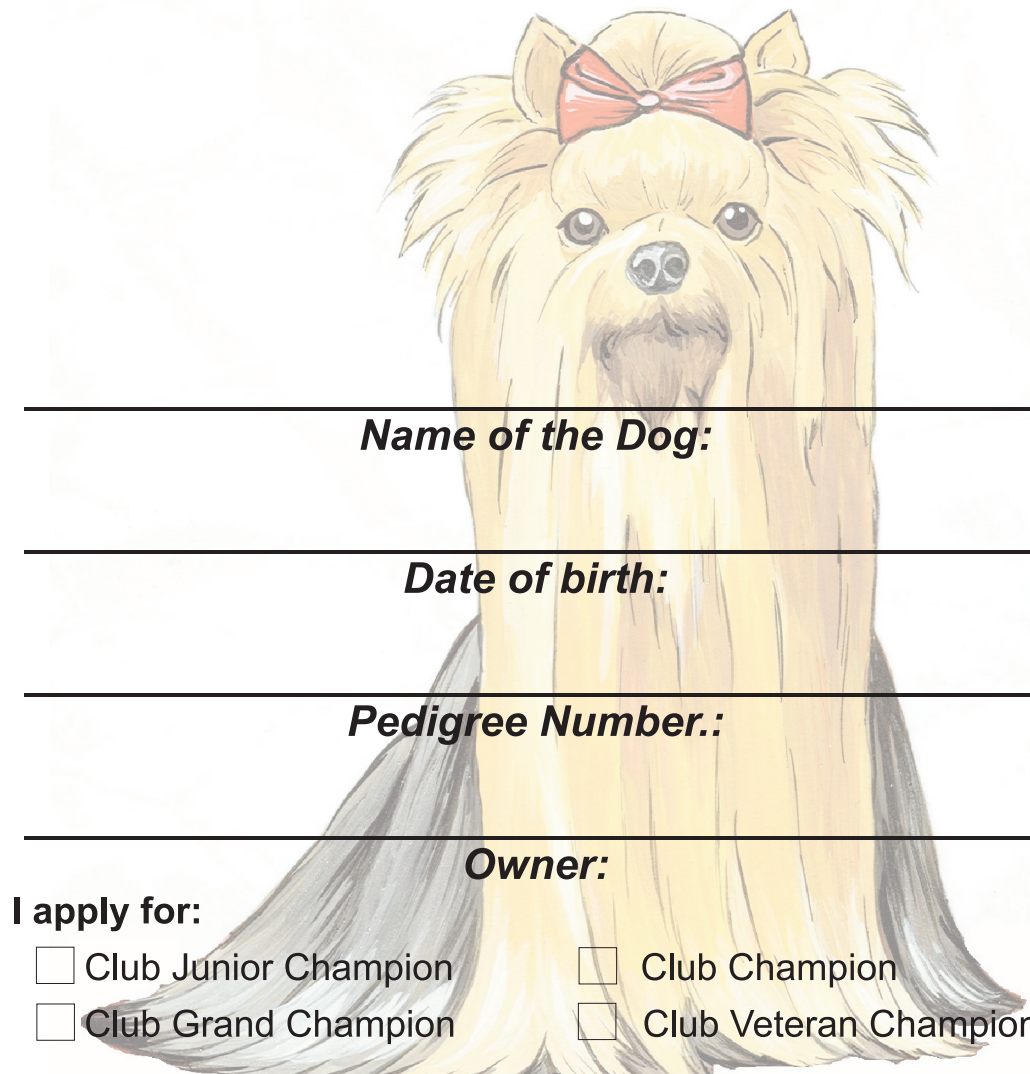 Name of the Dog:
Date of birth:
Pedigree Number.:
Owner:
I apply for:
Club Junior Champion Club Champion
Club Grand Champion Club Veteran Champion